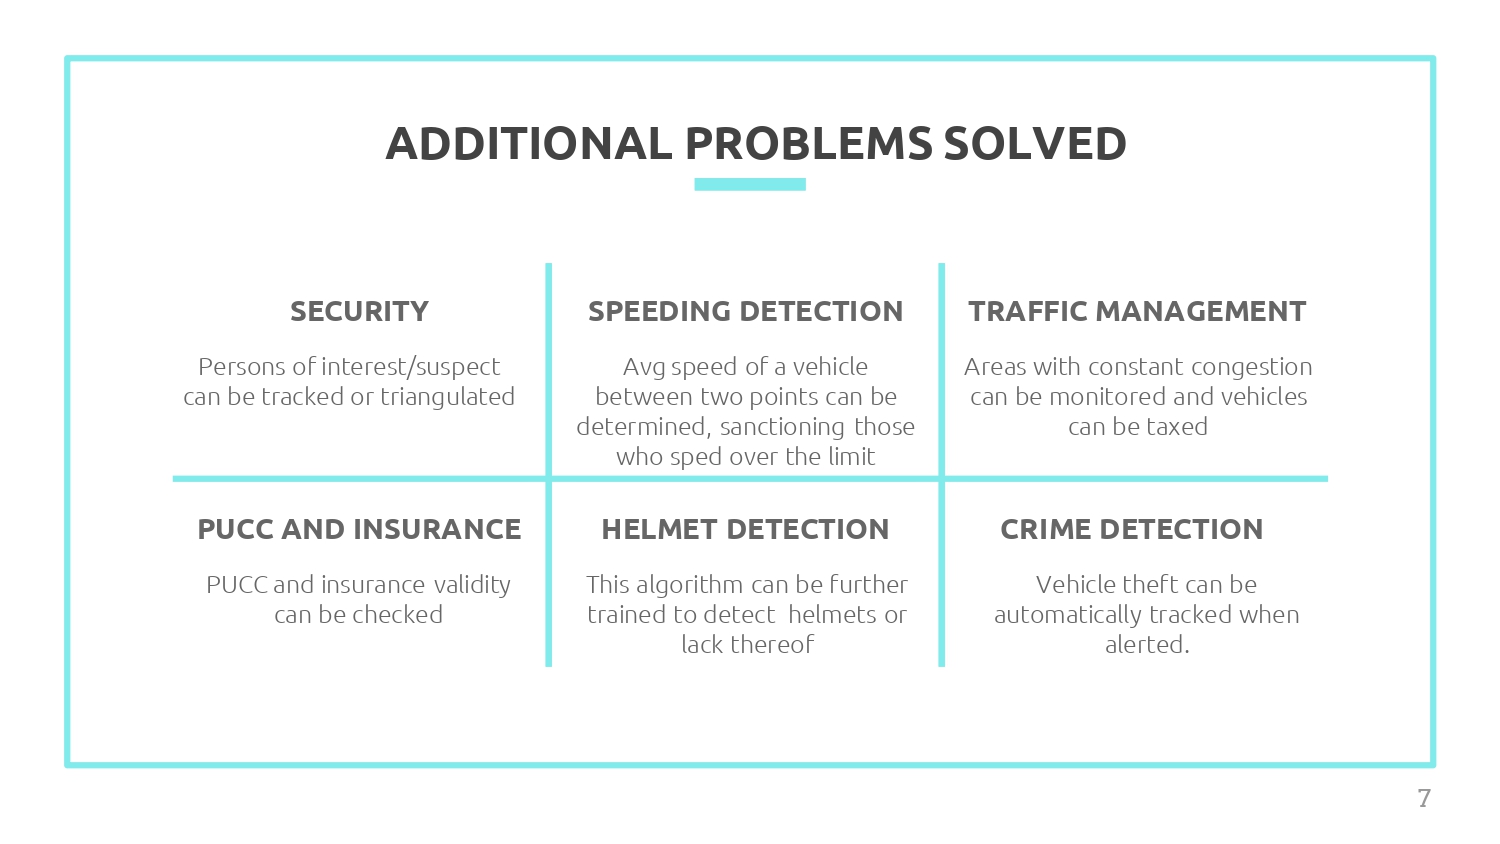 ADDITIONAL PROBLEMS SOLVED
SECURITY
Persons of interest/suspect
can be tracked or triangulated
SPEEDING DETECTION
Avg speed of a vehicle
between two points can be
determined, sanctioning those
who sped over the limit
TRAFFIC MANAGEMENT
Areas with constant congestion
can be monitored and vehicles
can be taxed
PUCC AND INSURANCE
PUCC and insurance validity
can be checked
HELMET DETECTION
This algorithm can be further
trained to detect helmets or
lack thereof
CRIME DETECTION
Vehicle theft can be
automatically tracked when
alerted.
7